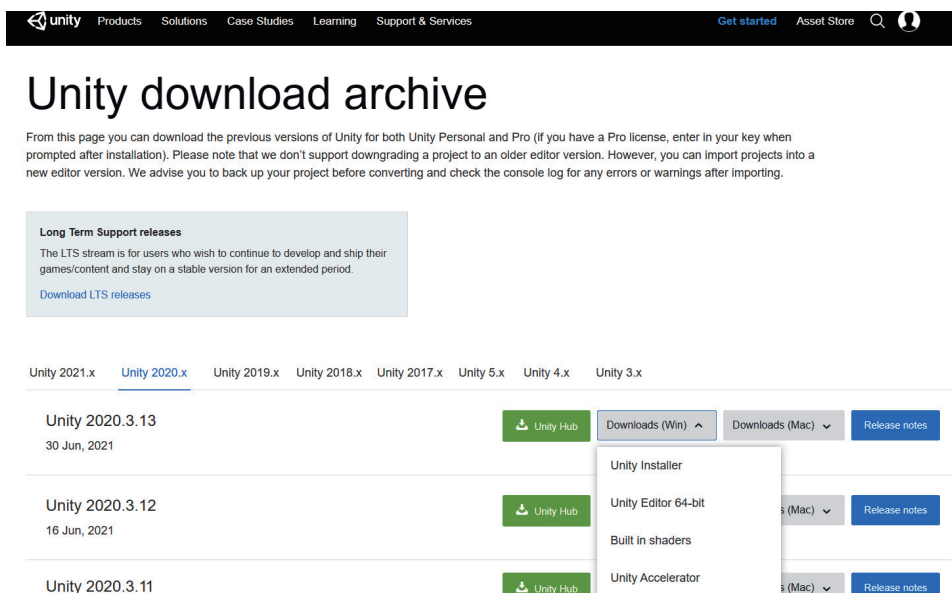 unity Products Solutions Case Studies Learning Support & Services Get started Asset Store
Unity download archive
From this page you can download the previous versions of Unity for both Unity Personal and Pro (if you have a Pro license, enter in your key when
prompted after installation). Please note that we don't support downgrading a project to an older editor version. However, you can import projects into a
new editor version. We advise you to back up your project before converting and check the console log for any errors or warnings after importing.
Long Term Support releases
The LTS stream is for users who wish to continue to develop and ship their
games/content and stay on a stable version for an extended period.
Download LTS releases
Unity 2021.x Unity 2020.x Unity 2019.x Unity 2018.x Unity 2017.x Unity 5.x Unity 4.x Unity 3.x
Unity 2020.3.13 Unity Hub Downloads (Win) Downloads (Mac) Release notes
30 Jun, 2021
Unity Installer
Unity 2020.3.12 Unity Hub Unity Editor 64-bit s (Mac) Release notes
16 Jun, 2021
Built in shaders
Unity 2020.3.11 Unity Hub Unity Accelerator s (Mac) Release notes